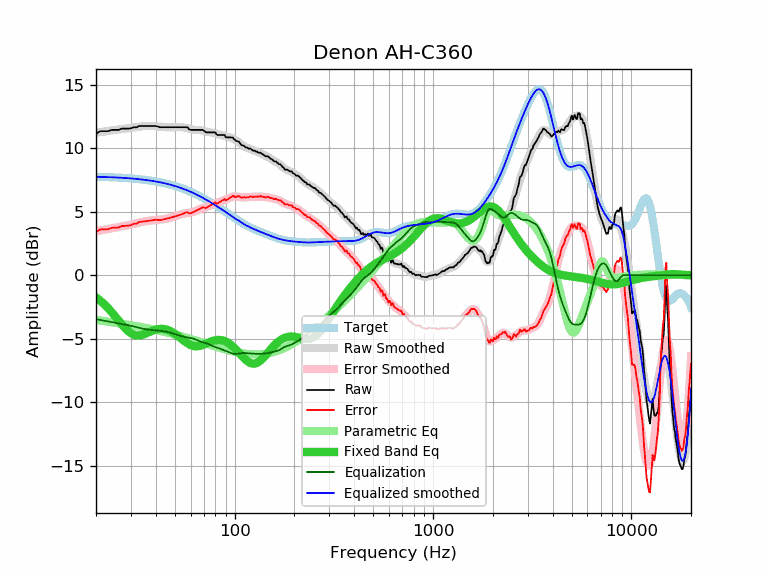 Denon AH-C360
Amplitude (dBr)
15
10
5
0
−5
−10
−15
Target
Raw Smoothed
Error Smoothed
Raw
Error
Parametric Eq
Fixed Band Eq
Equalization
Equalized smoothed
100
1000
10000
Frequency (Hz)